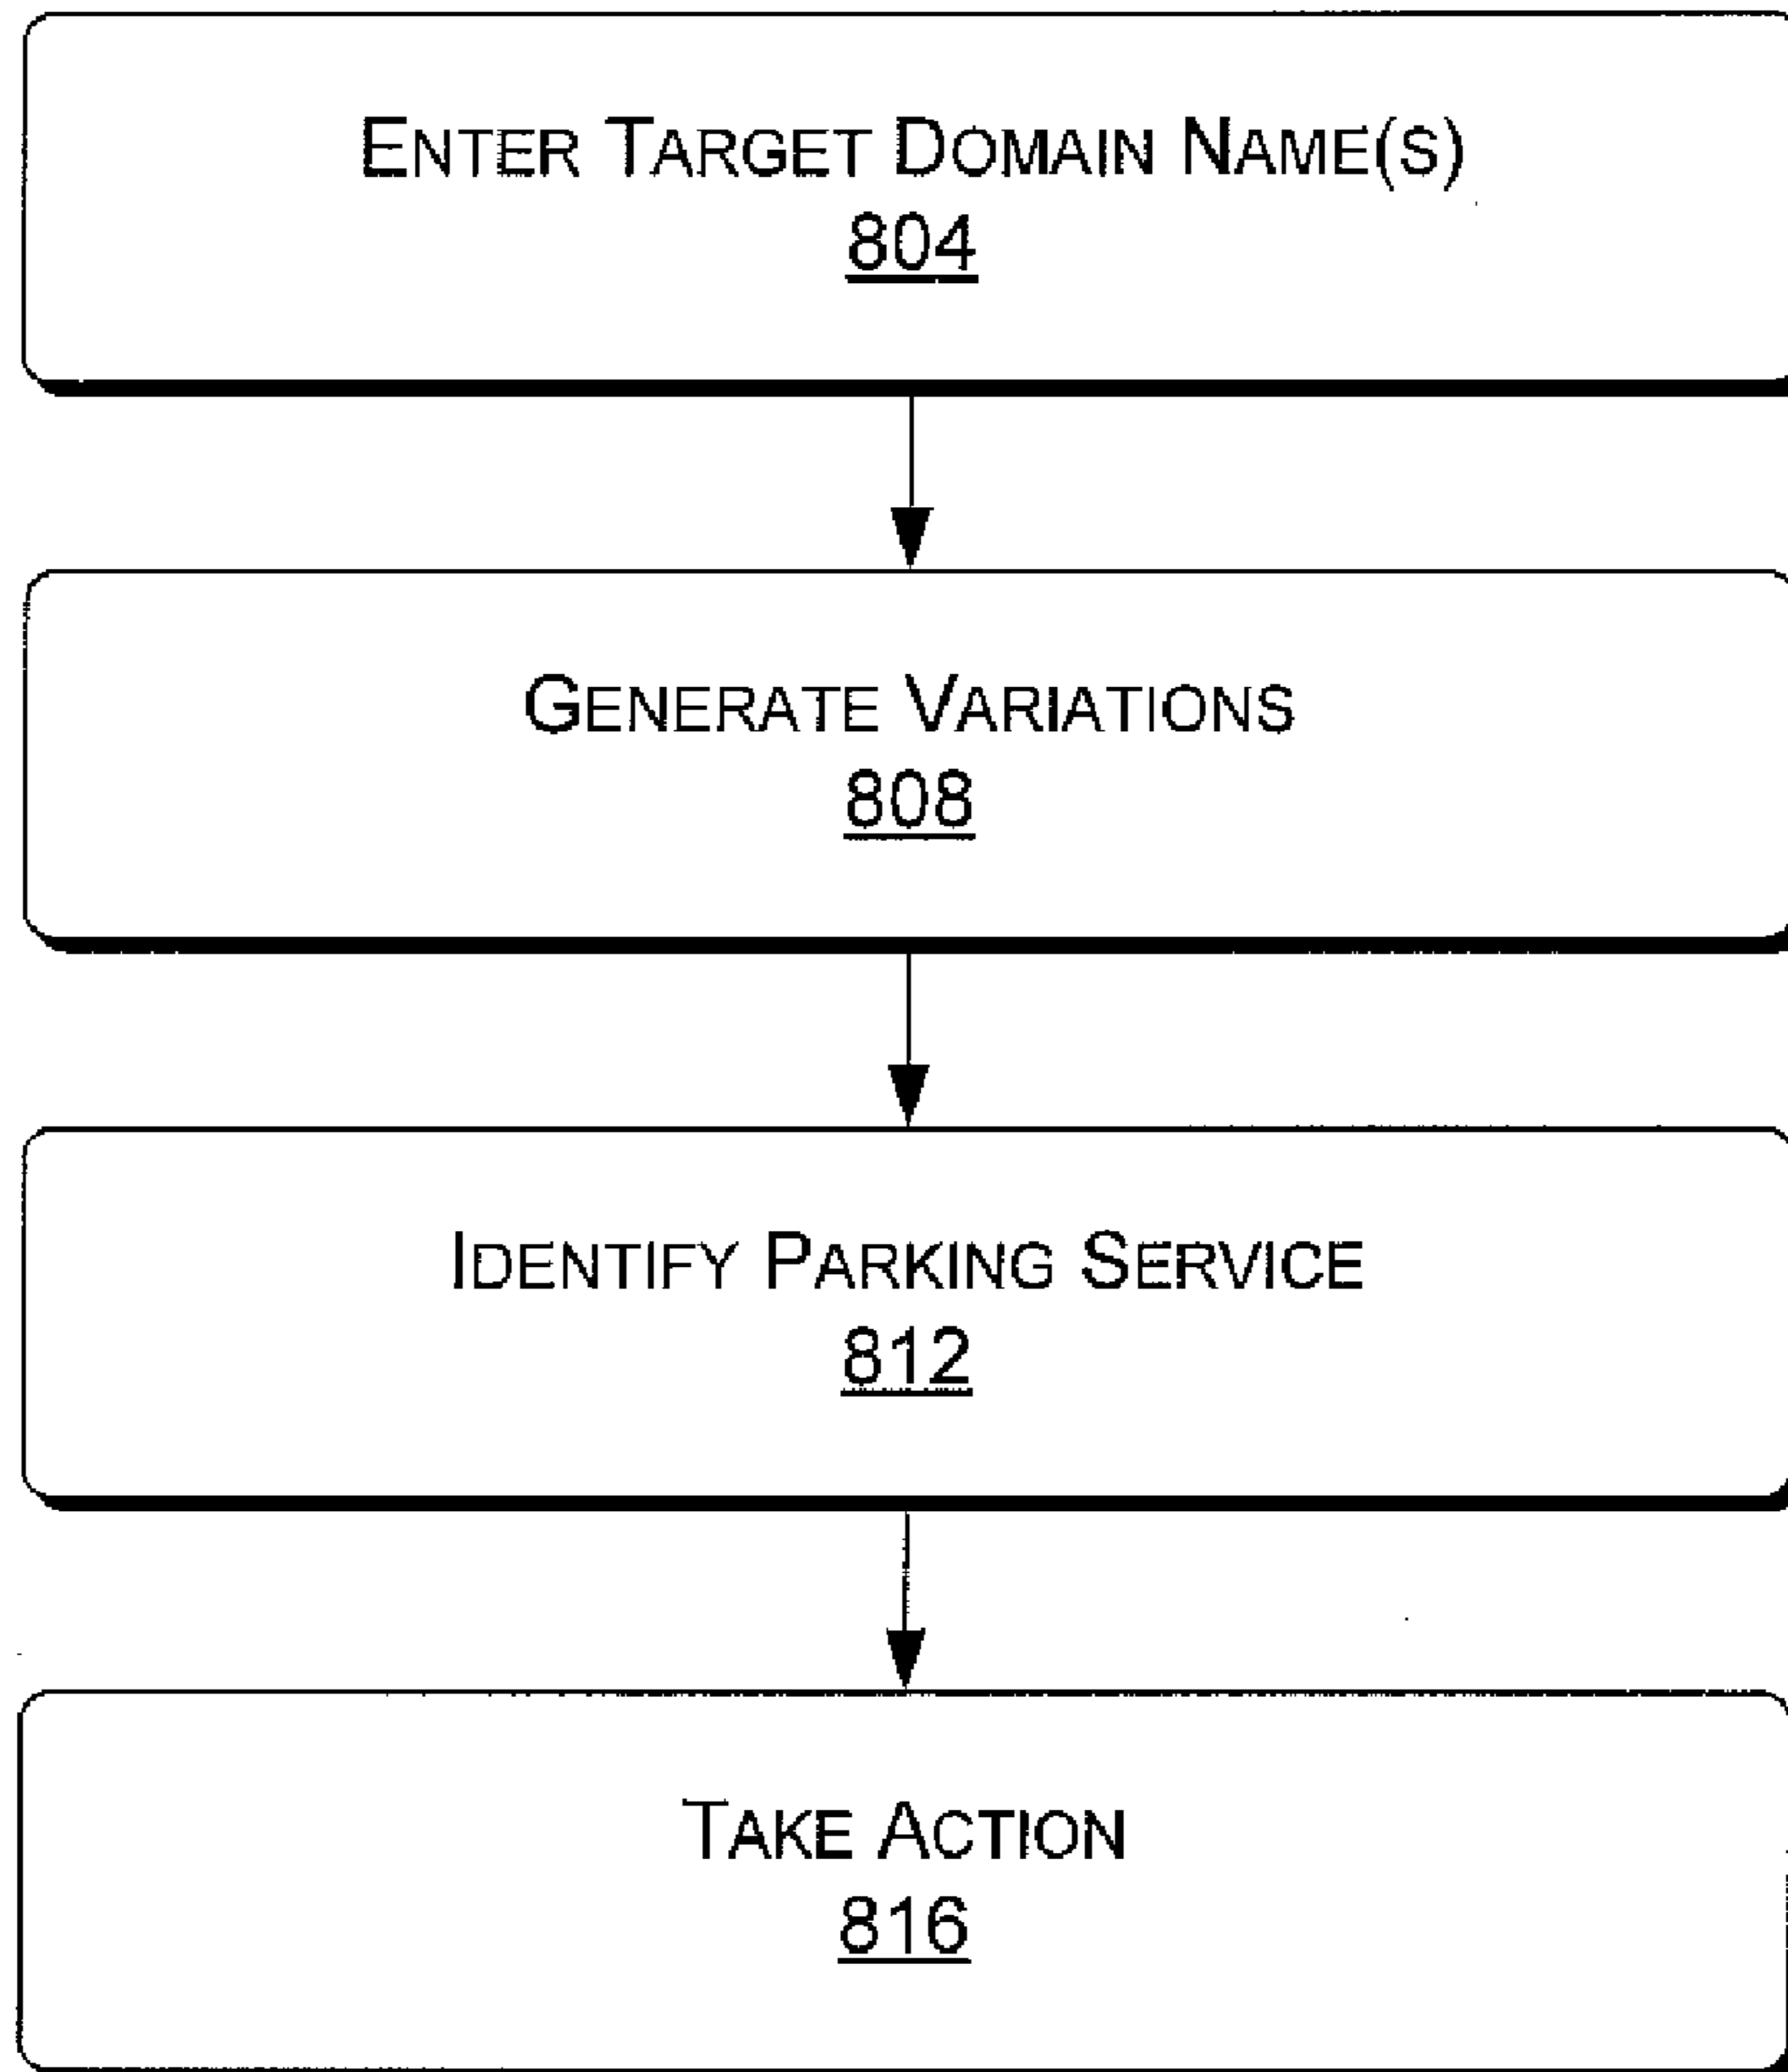 ENTER TARGET DOMAIN NAME(S)
804
GENERATE VARIATIONS
808
IDENTIFY PARKING SERVICE
812
TAKE ACTION
816